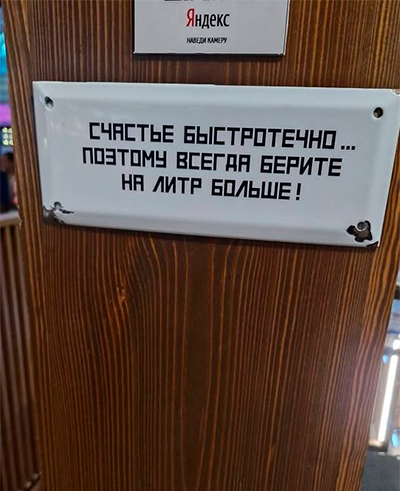 Яндекс
НАВЕДИ КАМЕРУ
СЧАСТЬЕ БЫСТРОТЕЧНО...
ПОЭТОМУ ВСЕГДА БЕРИТЕ
НА ЛИТР БОЛЬШЕ!